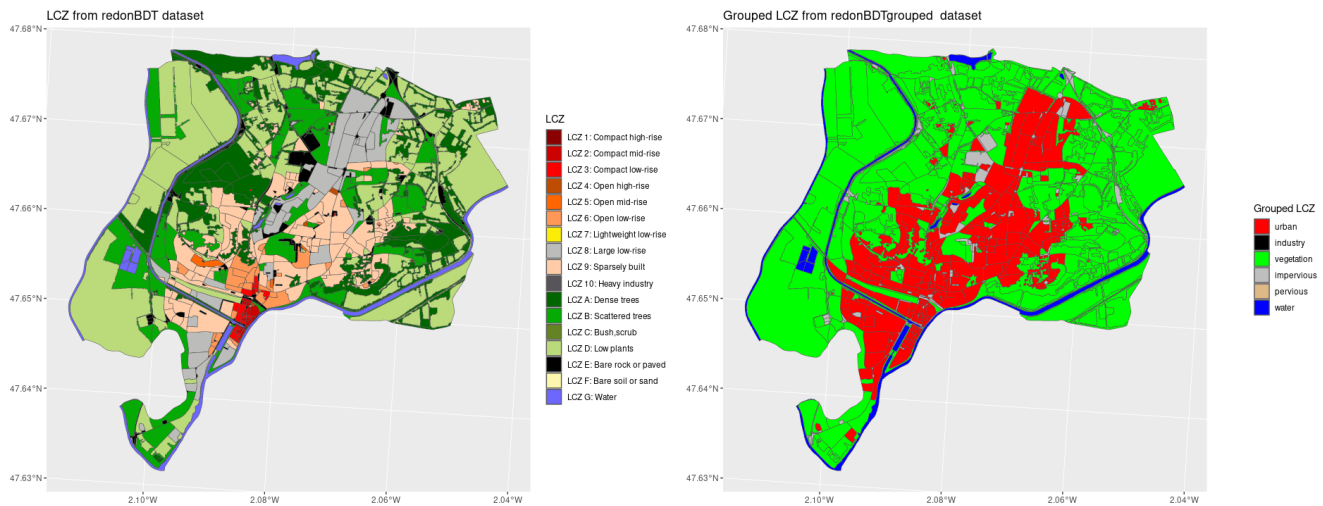 LCZ from redonBDT dataset
47.68°N
47.67°N
47.66°N
47.65°N
47.64°N
47.63°N
2.10°W
2.08°W
2.06°W
2.04°W
LCZ
LCZ 1: Compact high-rise
LCZ 2: Compact mid-rise
LCZ 3: Compact low-rise
LCZ 4: Open high-rise
LCZ 5: Open mid-rise
LCZ 6: Open low-rise
LCZ 7: Lightweight low-rise
LCZ 8: Large low-rise
LCZ 9: Sparsely built
LCZ 10: Heavy industry
LCZ A: Dense trees
LCZ B: Scattered trees
LCZ C: Bush,scrub
LCZ D: Low plants
LCZ E: Bare rock or paved
LCZ F: Bare soil or sand
LCZ G: Water
Grouped LCZ from redonBDTgrouped  dataset
47.68°N
47.67°N
47.66°N
47.65°N
47.64°N
47.63°N
2.10°W
2.08°W
2.06°W
2.04°W
Grouped LCZ
urban
industry
vegetation
impervious
pervious
water